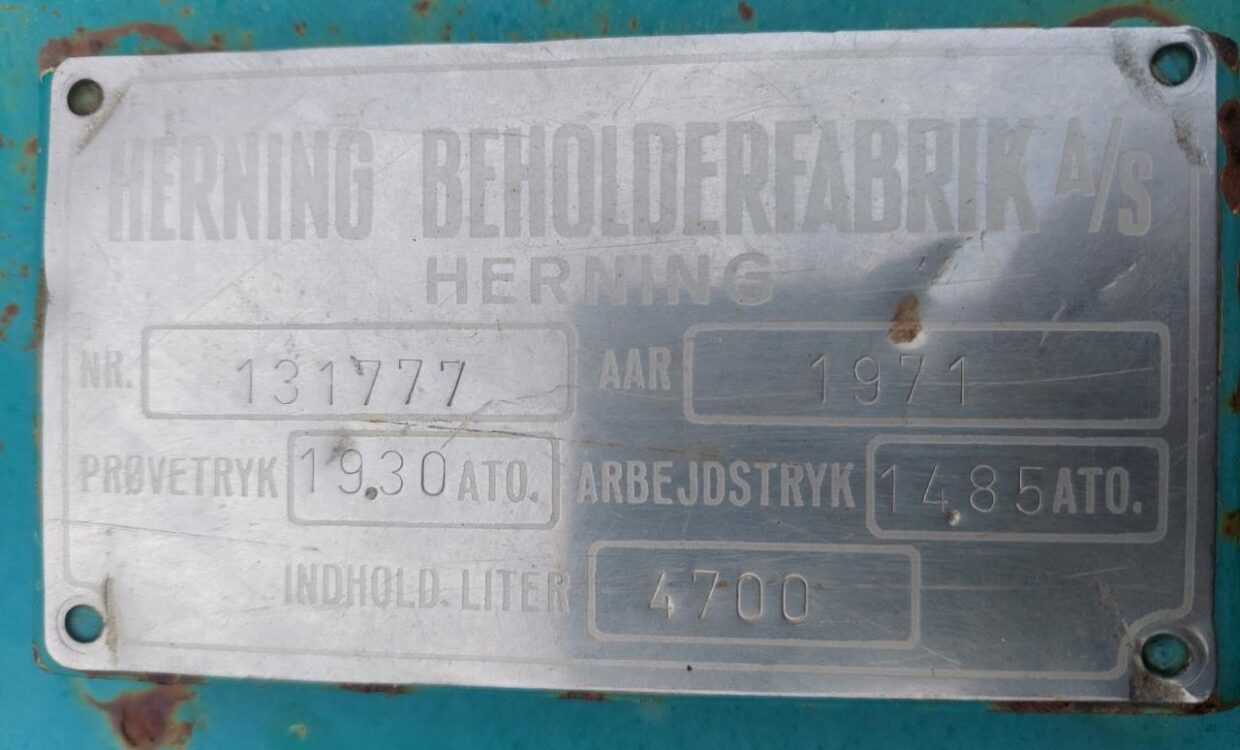 HERNING BEHOLDERFABRIK A/S
HERNING
NR. 131777 AAR 1971
PRØVETRYK 19.30 ATO. ARBEJDSTRYK 14.85 ATO.
INDHOLD. LITER 4700